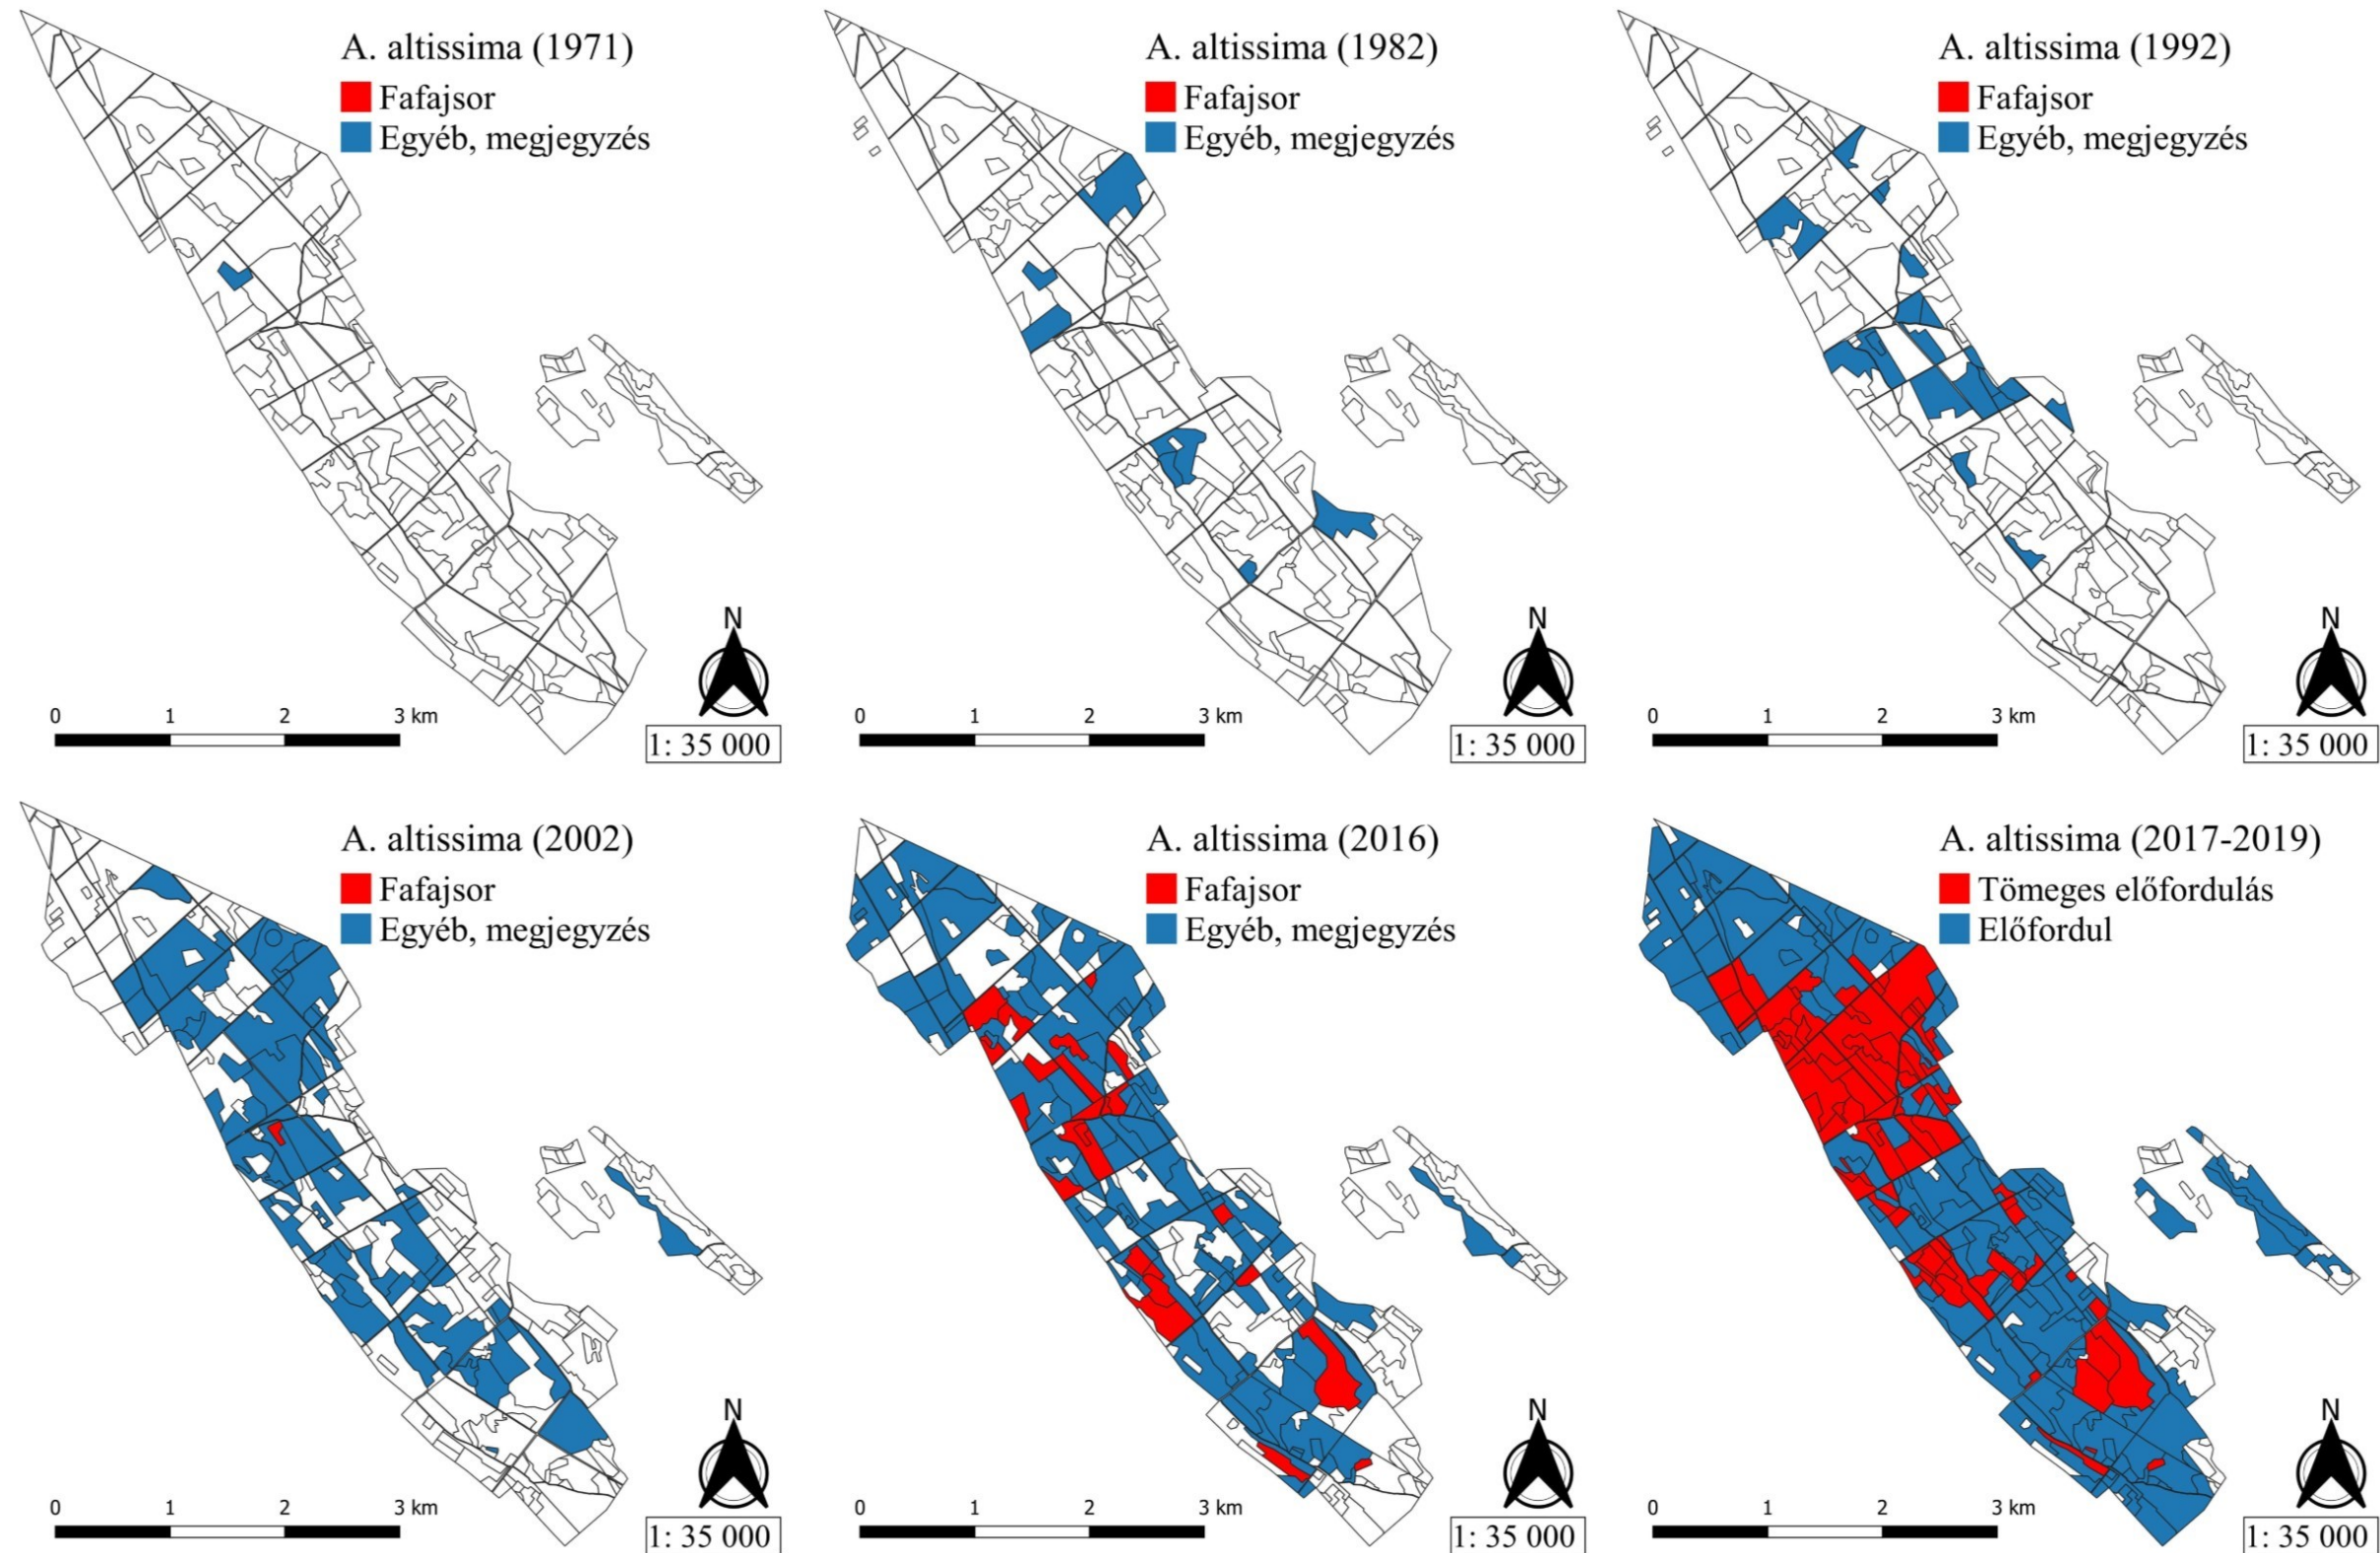 A. altissima (1971)
Fafajsor
Egyéb, megjegyzés
N
0 1 2 3 km
1: 35 000
A. altissima (1982)
Fafajsor
Egyéb, megjegyzés
N
0 1 2 3 km
1: 35 000
A. altissima (1992)
Fafajsor
Egyéb, megjegyzés
N
0 1 2 3 km
1: 35 000
A. altissima (2002)
Fafajsor
Egyéb, megjegyzés
N
0 1 2 3 km
1: 35 000
A. altissima (2016)
Fafajsor
Egyéb, megjegyzés
N
0 1 2 3 km
1: 35 000
A. altissima (2017-2019)
Tömeges előfordulás
Előfordul
N
0 1 2 3 km
1: 35 000